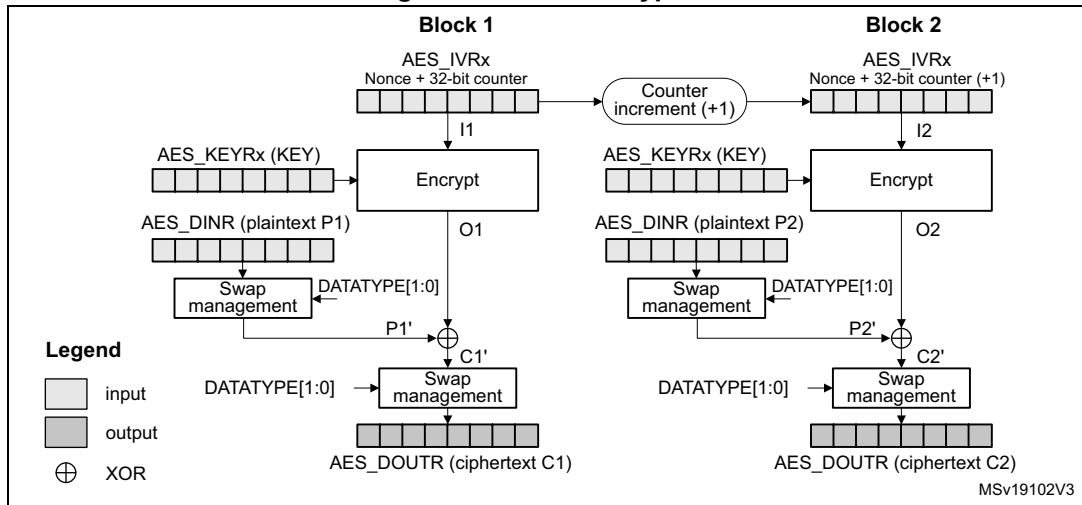 Block 1
Block 2
AES_IVRx
Nonce + 32-bit counter
Counter
increment (+1)
AES_IVRx
Nonce + 32-bit counter (+1)
I1
I2
AES_KEYRx (KEY)
Encrypt
AES_KEYRx (KEY)
Encrypt
AES_DINR (plaintext P1)
O1
AES_DINR (plaintext P2)
O2
Swap
management
DATATYPE[1:0]
Swap
management
DATATYPE[1:0]
P1'
P2'
C1'
C2'
DATATYPE[1:0]
Swap
management
DATATYPE[1:0]
Swap
management
AES_DOUTR (ciphertext C1)
AES_DOUTR (ciphertext C2)
Legend
input
output
XOR
MSv19102V3